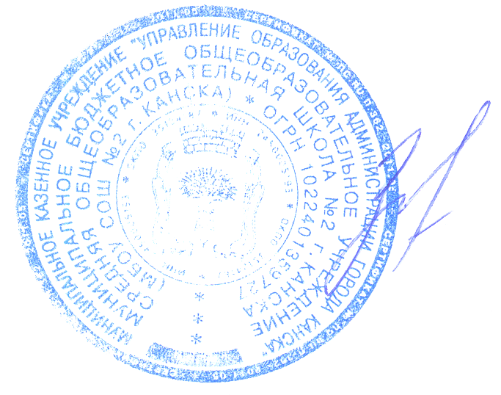 МУНИЦИПАЛЬНОЕ КАЗЕННОЕ УЧРЕЖДЕНИЕ "УПРАВЛЕНИЕ ОБРАЗОВАНИЯ АДМИНИСТРАЦИИ ГОРОДА КАНСКА"
МУНИЦИПАЛЬНОЕ БЮДЖЕТНОЕ ОБЩЕОБРАЗОВАТЕЛЬНОЕ УЧРЕЖДЕНИЕ
СРЕДНЯЯ ОБЩЕОБРАЗОВАТЕЛЬНАЯ ШКОЛА №2 Г. КАНСКА
(МБОУ СОШ №2 Г. КАНСКА) * ОГРН 1022401359727
* * *